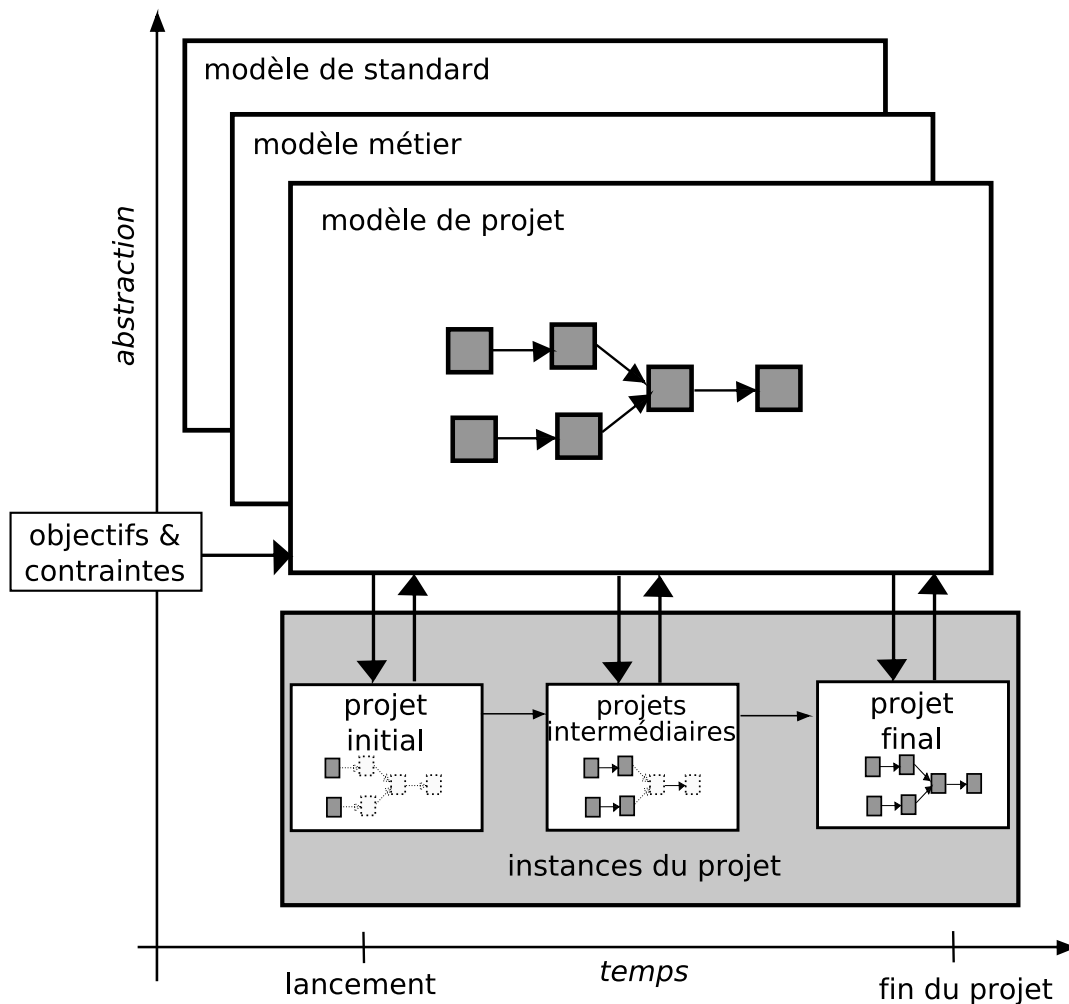 modèle de standard
modèle métier
modèle de projet
abstraction
objectifs &
contraintes
projet
initial
projets
intermédiaires
projet
final
instances du projet
lancement
temps
fin du projet